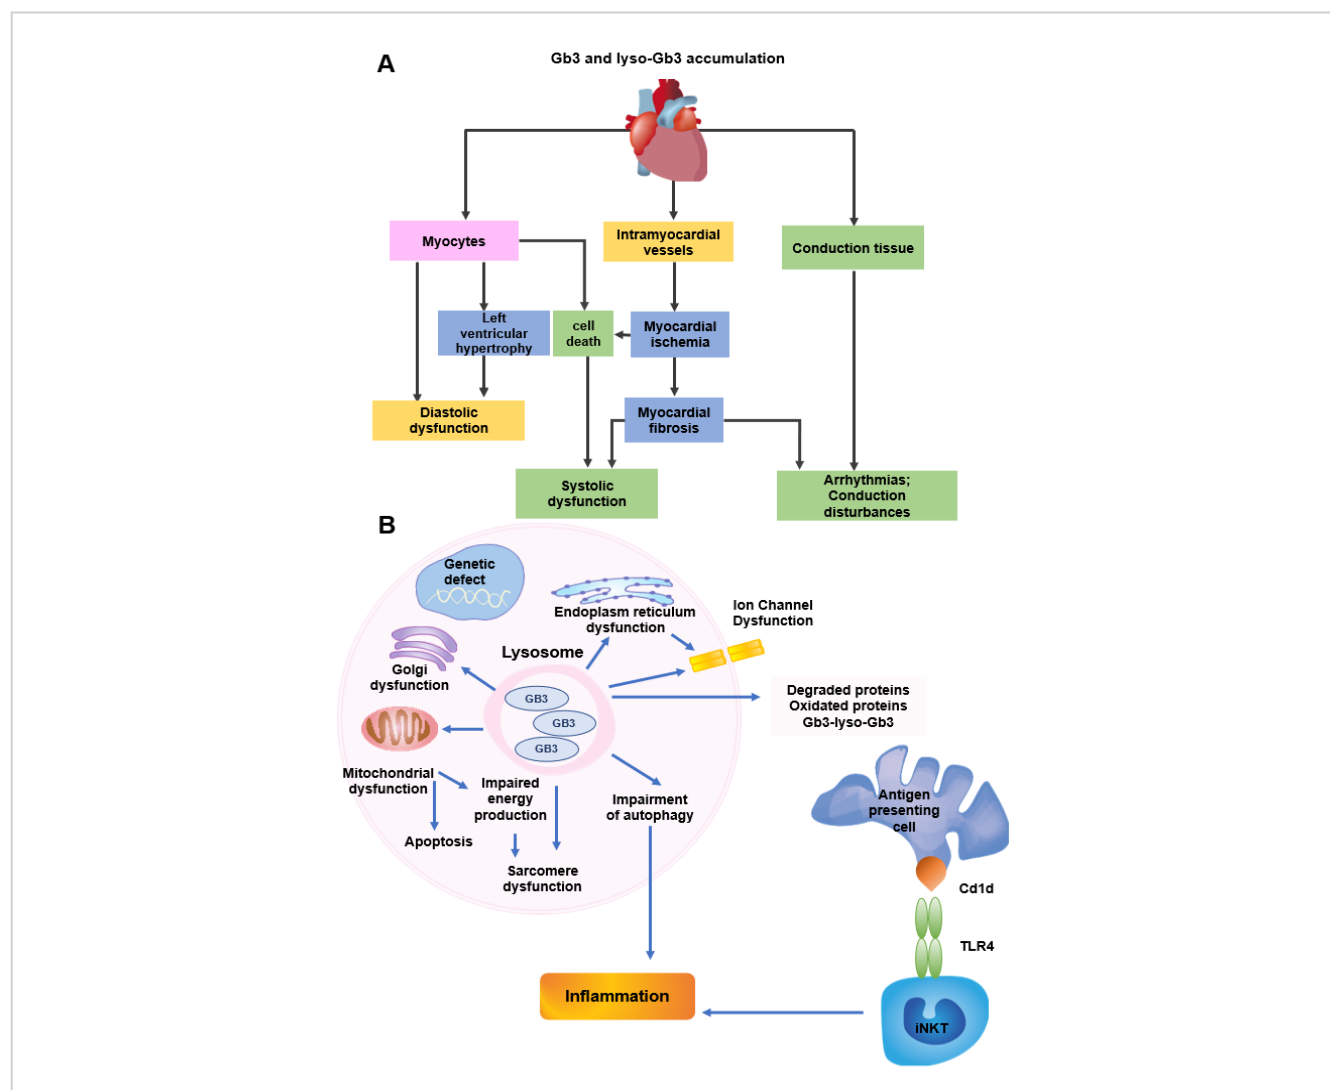 A
Gb3 and lyso-Gb3 accumulation
Myocytes
Intramyocardial
vessels
Conduction tissue
Left
ventricular
hypertrophy
cell
death
Myocardial
ischemia
Diastolic
dysfunction
Myocardial
fibrosis
Systolic
dysfunction
Arrhythmias;
Conduction
disturbances
B
Genetic
defect
Endoplasm reticulum
dysfunction
Ion Channel
Dysfunction
Lysosome
Golgi
dysfunction
GB3
GB3
GB3
Degraded proteins
Oxidated proteins
Gb3-lyso-Gb3
Mitochondrial
dysfunction
Impaired
energy
production
Impairment
of autophagy
Apoptosis
Sarcomere
dysfunction
Antigen
presenting
cell
Cd1d
TLR4
iNKT
Inflammation